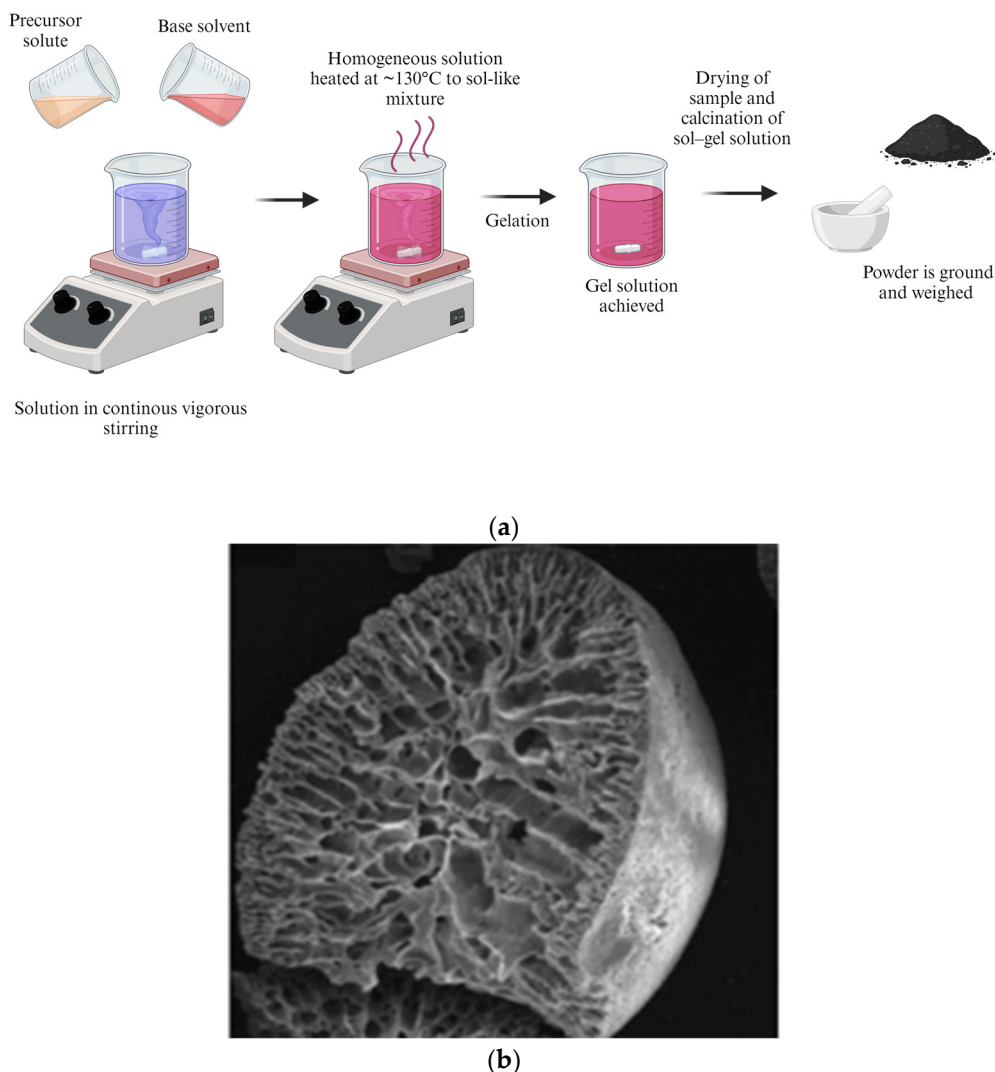 Precursor
solute
Base solvent
Homogeneous solution
heated at ~130°C to sol-like
mixture
Drying of
sample and
calcination of
sol–gel solution
Gelation
Gel solution
achieved
Powder is ground
and weighed
Solution in continous vigorous
stirring
(a)
(b)